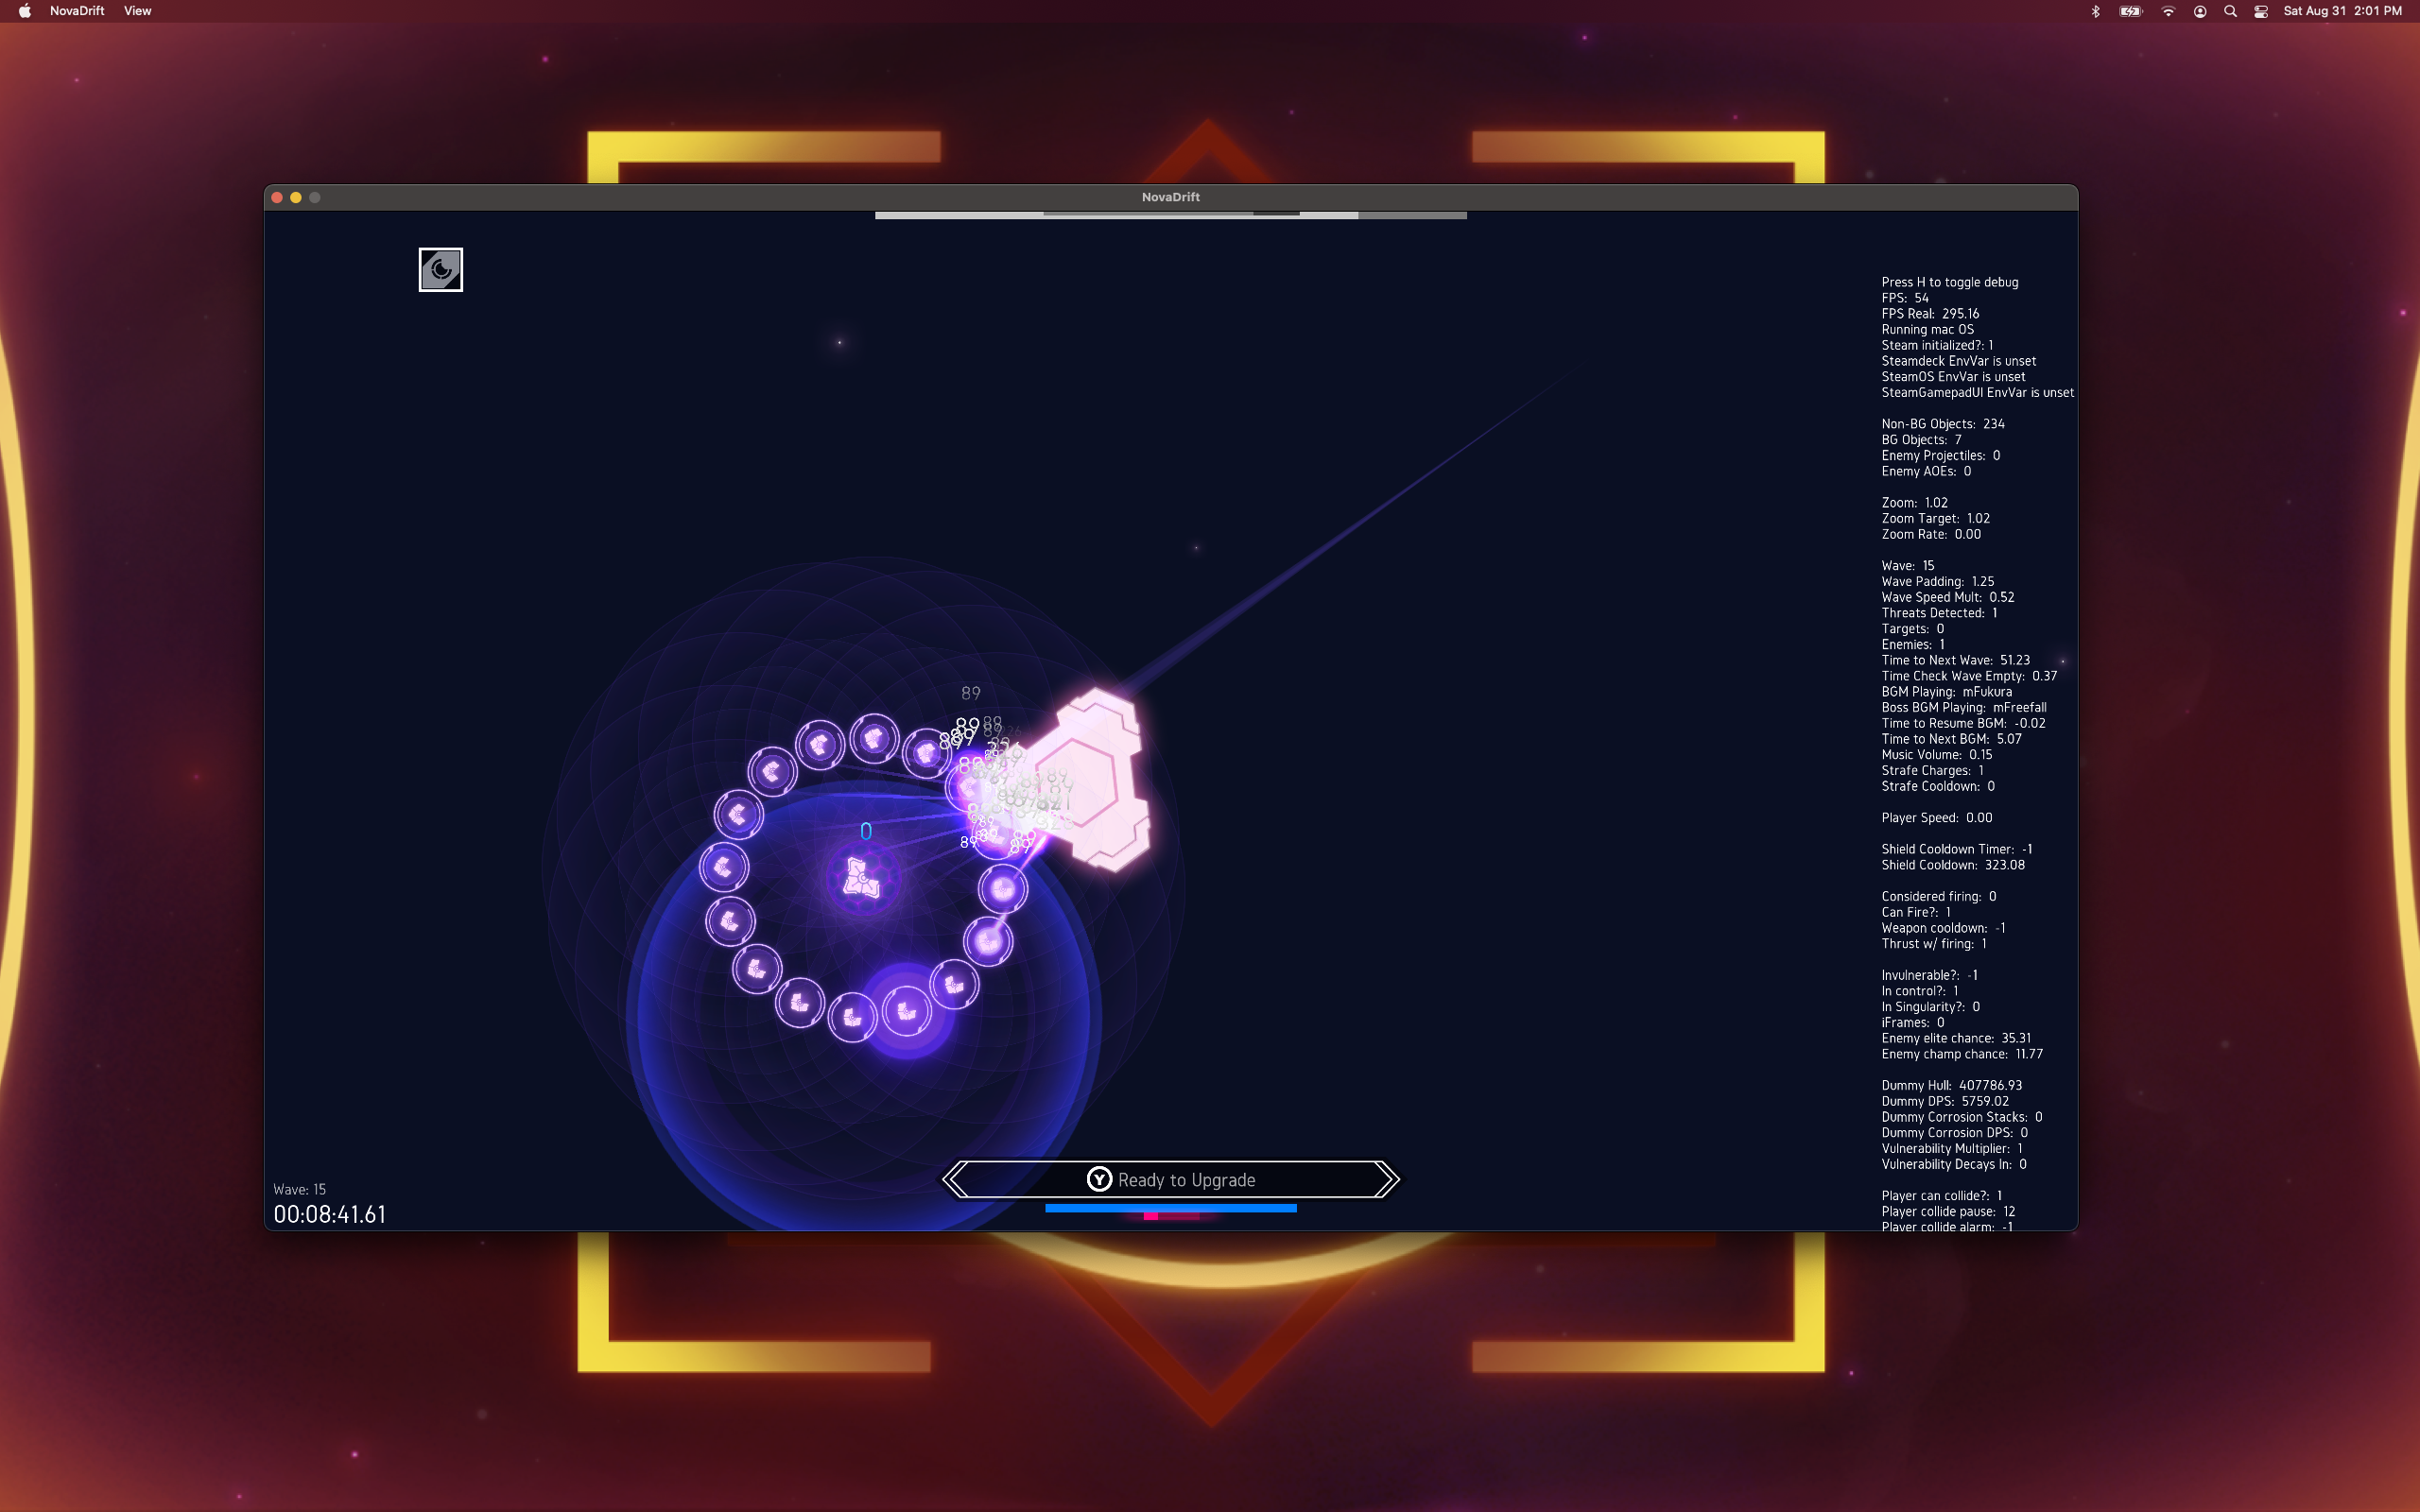 NovaDrift View
Sat Aug 31 2:01 PM
NovaDrift
Press H to toggle debug
FPS: 54
FPS Real: 295.16
Running mac OS
Steam initialized?: 1
Steamdeck EnvVar is unset
SteamOS EnvVar is unset
SteamGamepadUI EnvVar is unset
Non-BG Objects: 234
BG Objects: 7
Enemy Projectiles: 0
Enemy AOEs: 0
Zoom: 1.02
Zoom Target: 1.02
Zoom Rate: 0.00
Wave: 15
Wave Padding: 1.25
Wave Speed Mult: 0.52
Threats Detected: 1
Targets: 0
Enemies: 1
Time to Next Wave: 51.23
Time Check Wave Empty: 0.37
BGM Playing: mFukura
Boss BGM Playing: mFreefall
Time to Resume BGM: -0.02
Time to Next BGM: 5.07
Music Volume: 0.15
Strafe Charges: 1
Strafe Cooldown: 0
Player Speed: 0.00
Shield Cooldown Timer: -1
Shield Cooldown: 323.08
Considered firing: 0
Can Fire?: 1
Weapon cooldown: -1
Thrust w/ firing: 1
Invulnerable?: -1
In control?: 1
In Singularity?: 0
iFrames: 0
Enemy elite chance: 35.31
Enemy champ chance: 11.77
Dummy Hull: 407786.93
Dummy DPS: 5759.02
Dummy Corrosion Stacks: 0
Dummy Corrosion DPS: 0
Vulnerability Multiplier: 1
Vulnerability Decays In: 0
Player can collide?: 1
Player collide pause: 12
Player collide alarm: -1
89
89
89
0
Y Ready to Upgrade
Wave: 15
00:08:41.61